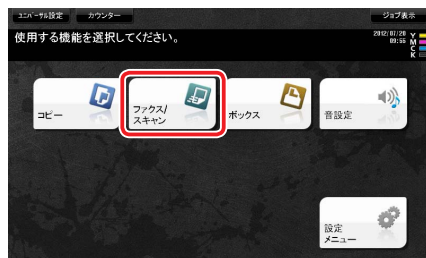 ユニバーサル設定 カウンター ジョブ表示
使用する機能を選択してください。
2012/07/20
09:55
Y
M
C
K
コピー
ファクス/
スキャン
ボックス
音設定
設定
メニュー